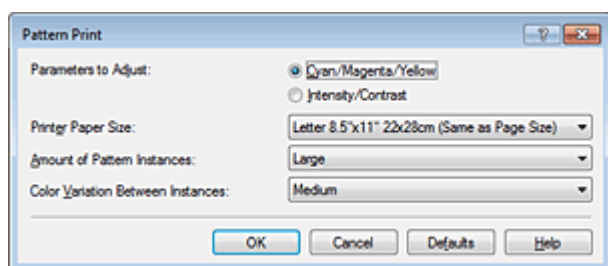 Pattern Print
Parameters to Adjust: Cyan/Magenta/Yellow
Intensity/Contrast
Printer Paper Size: Letter 8.5"x11" 22x28cm (Same as Page Size)
Amount of Pattern Instances: Large
Color Variation Between Instances: Medium
OK Cancel Defaults Help